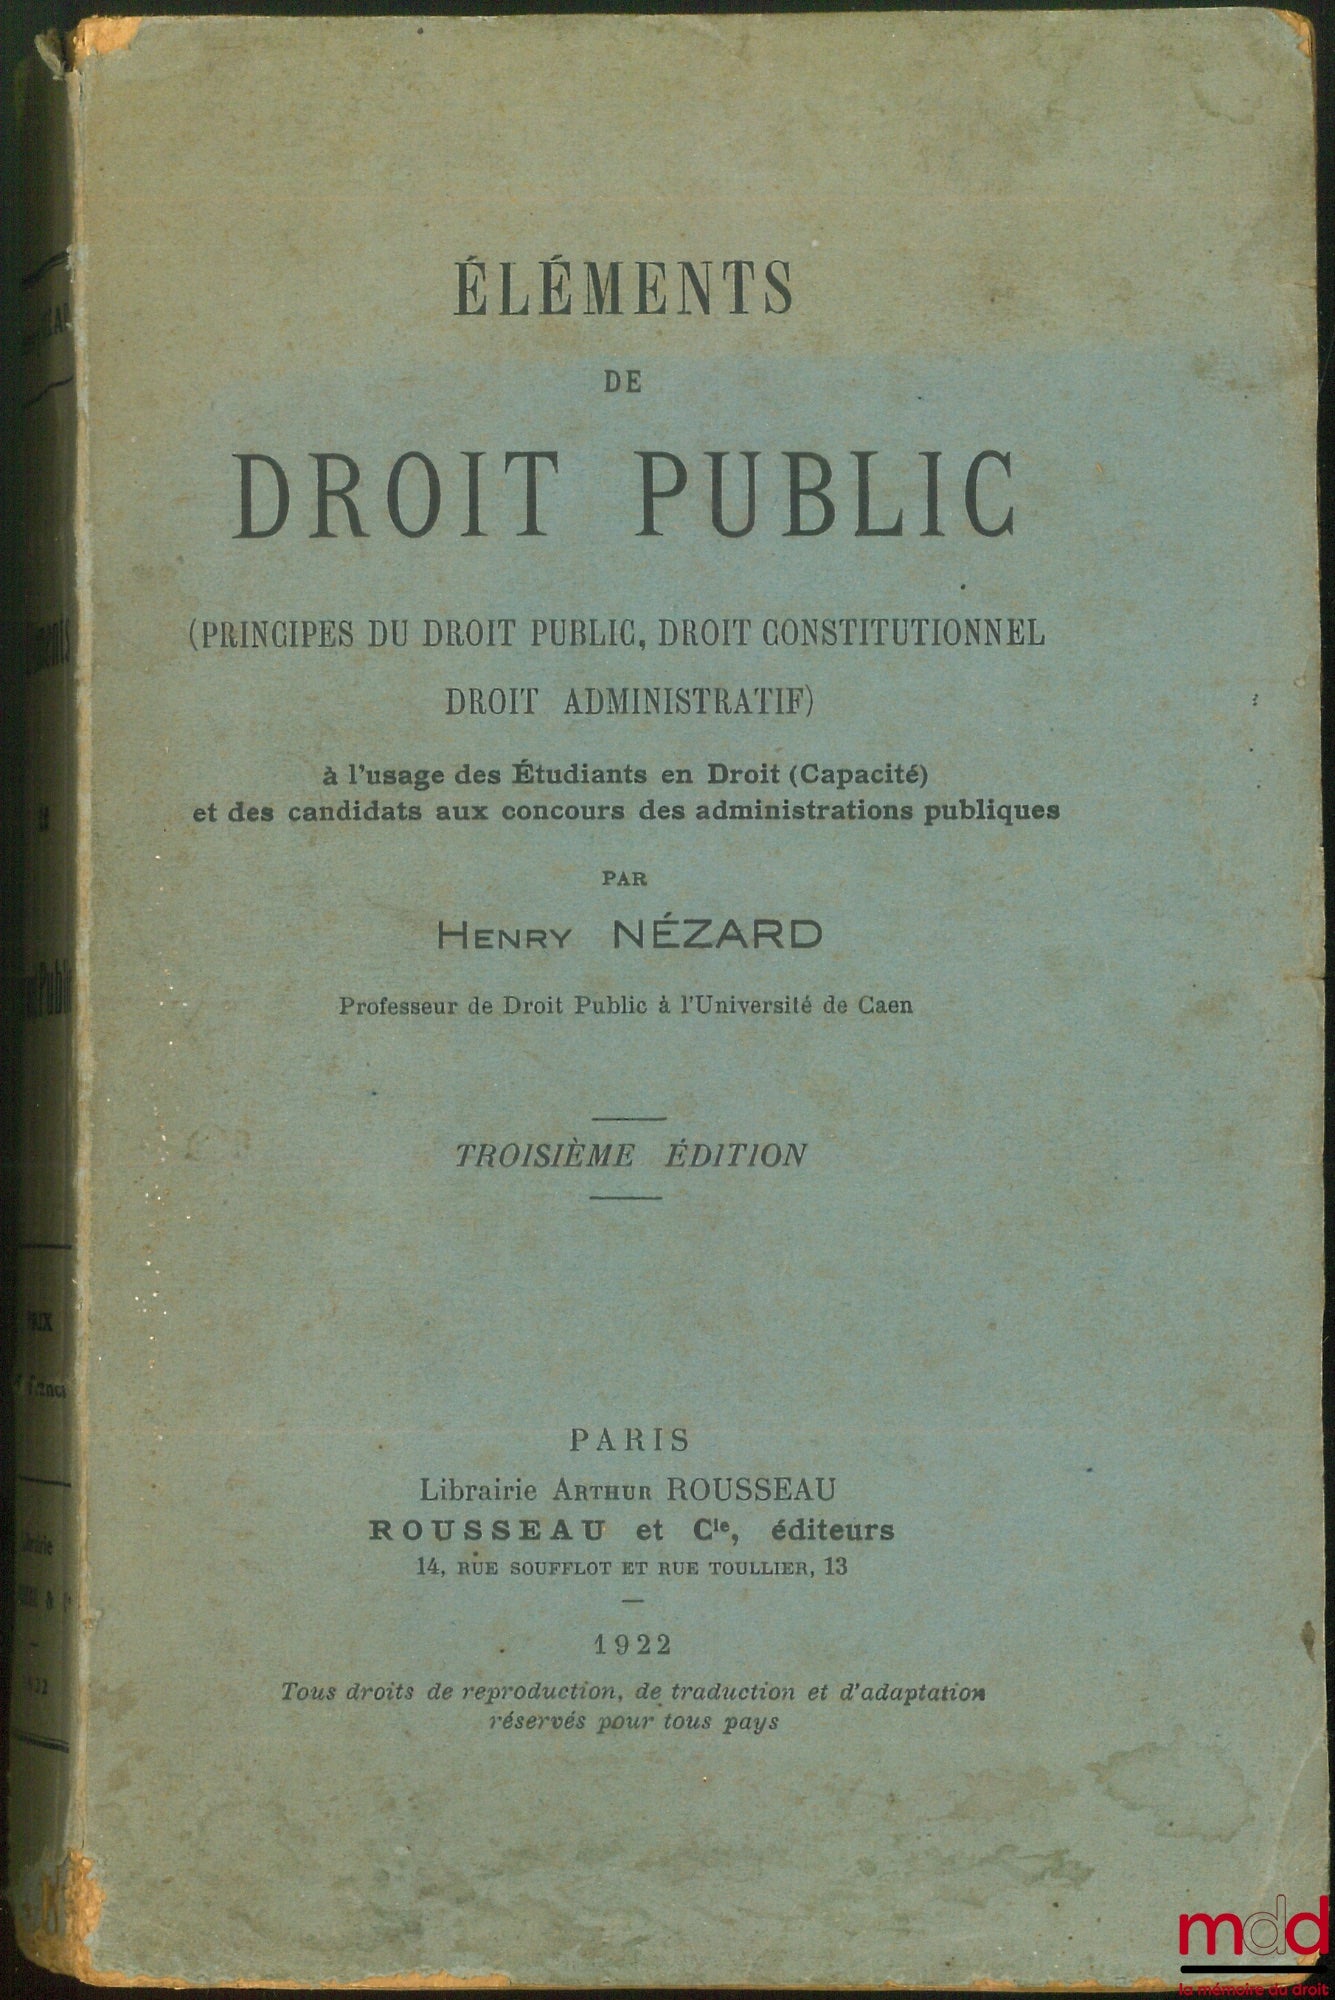 ÉLÉMENTS
DE
DROIT PUBLIC
(PRINCIPES DU DROIT PUBLIC, DROIT CONSTITUTIONNEL
DROIT ADMINISTRATIF)
à l'usage des Étudiants en Droit (Capacité)
et des candidats aux concours des administrations publiques
PAR
HENRY NÉZARD
Professeur de Droit Public à l'Université de Caen
TROISIÈME ÉDITION
PARIS
Librairie ARTHUR ROUSSEAU
ROUSSEAU et Cie, éditeurs
14, RUE SOUFFLOT ET RUE TOULLIER, 13
1922
Tous droits de reproduction, de traduction et d'adaptation
réservés pour tous pays
mdd
la mémoire du droit